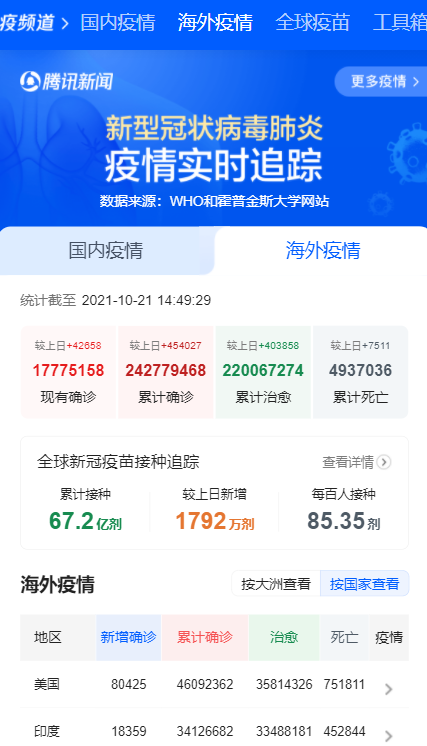 疫频道 国内疫情 海外疫情 全球疫苗 工具箱
腾讯新闻 更多疫情
新型冠状病毒肺炎
疫情实时追踪
数据来源：WHO和霍普金斯大学网站
国内疫情 海外疫情
统计截至 2021-10-21 14:49:29
较上日+42658 较上日+454027 较上日+403858 较上日+7511
17775158 242779468 220067274 4937036
现有确诊 累计确诊 累计治愈 累计死亡
全球新冠疫苗接种追踪 查看详情
累计接种 较上日新增 每百人接种
67.2亿剂 1792万剂 85.35剂
海外疫情 按大洲查看 按国家查看
地区 新增确诊 累计确诊 治愈 死亡 疫情
美国 80425 46092362 35814326 751811
印度 18359 34126682 33488181 452844